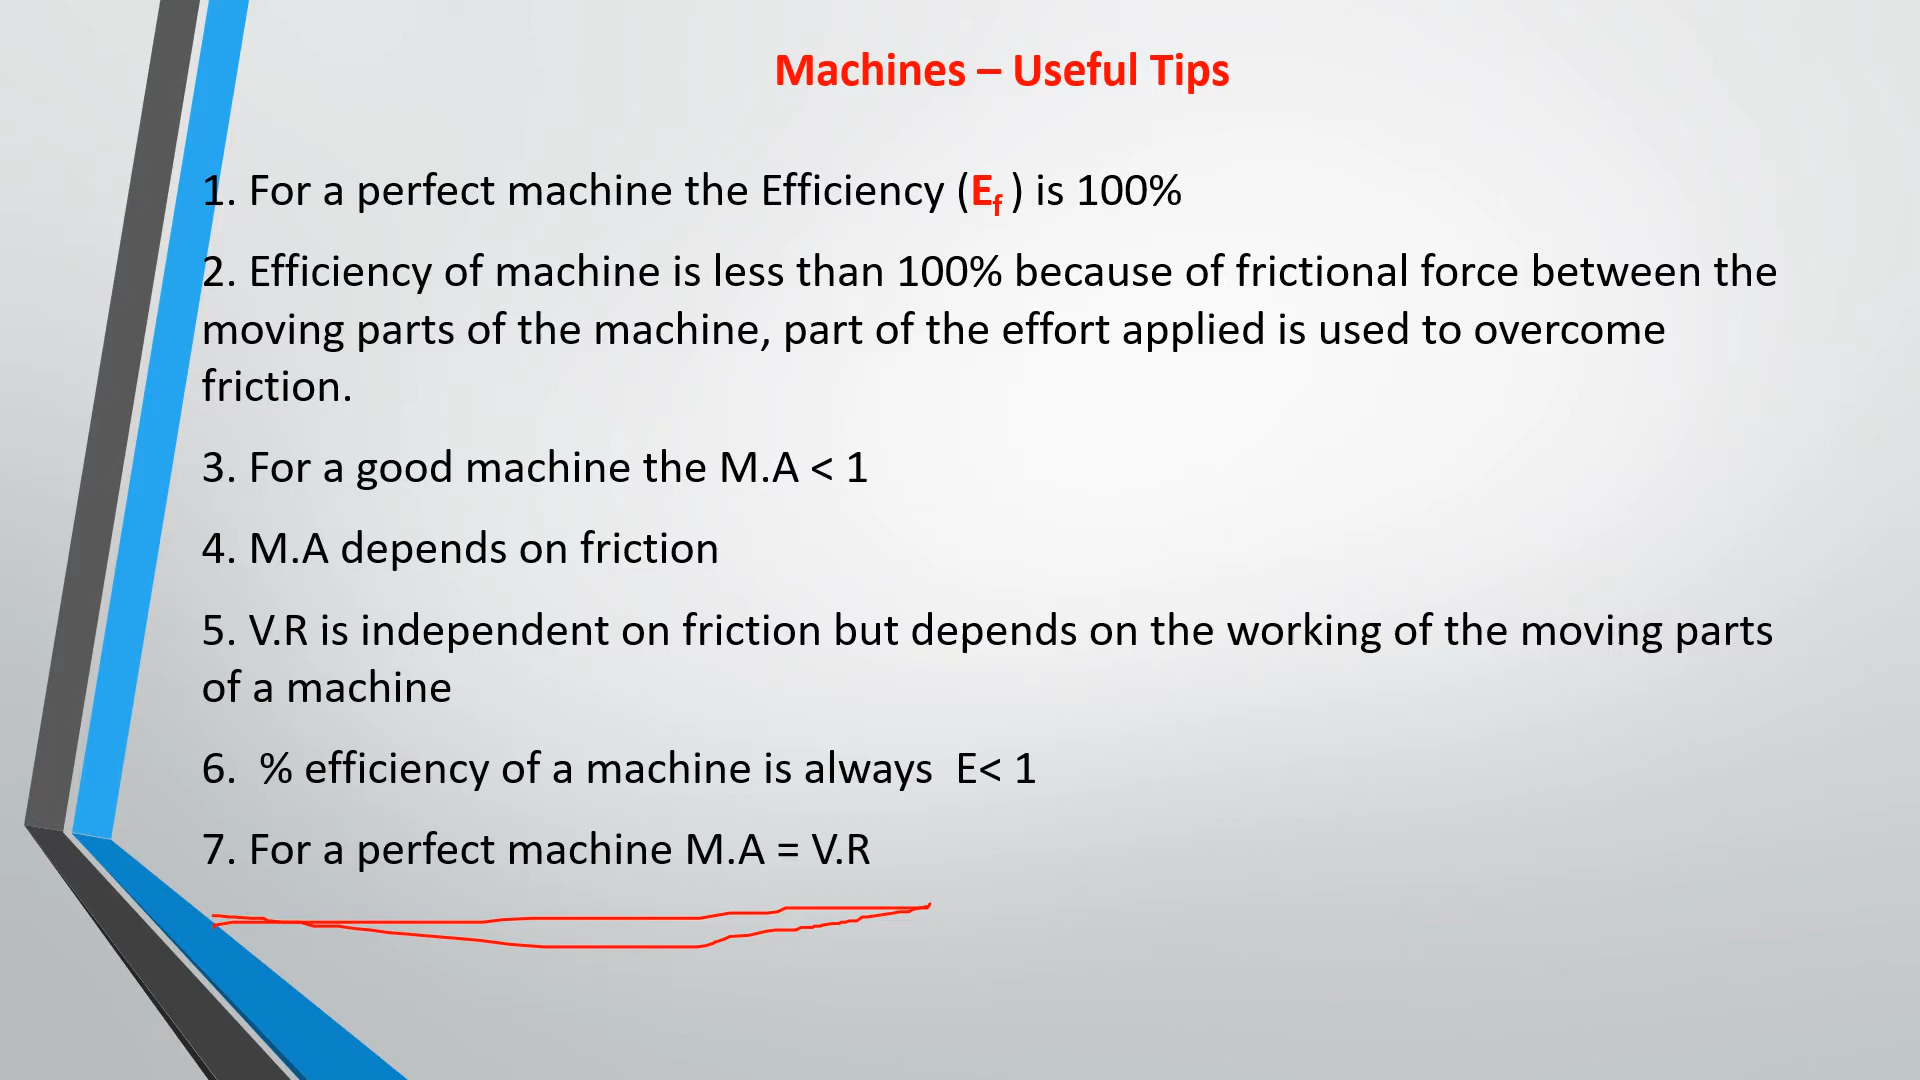 Machines – Useful Tips
1. For a perfect machine the Efficiency (Ef ) is 100%
2. Efficiency of machine is less than 100% because of frictional force between the
moving parts of the machine, part of the effort applied is used to overcome
friction.
3. For a good machine the M.A < 1
4. M.A depends on friction
5. V.R is independent on friction but depends on the working of the moving parts
of a machine
6. % efficiency of a machine is always E< 1
7. For a perfect machine M.A = V.R